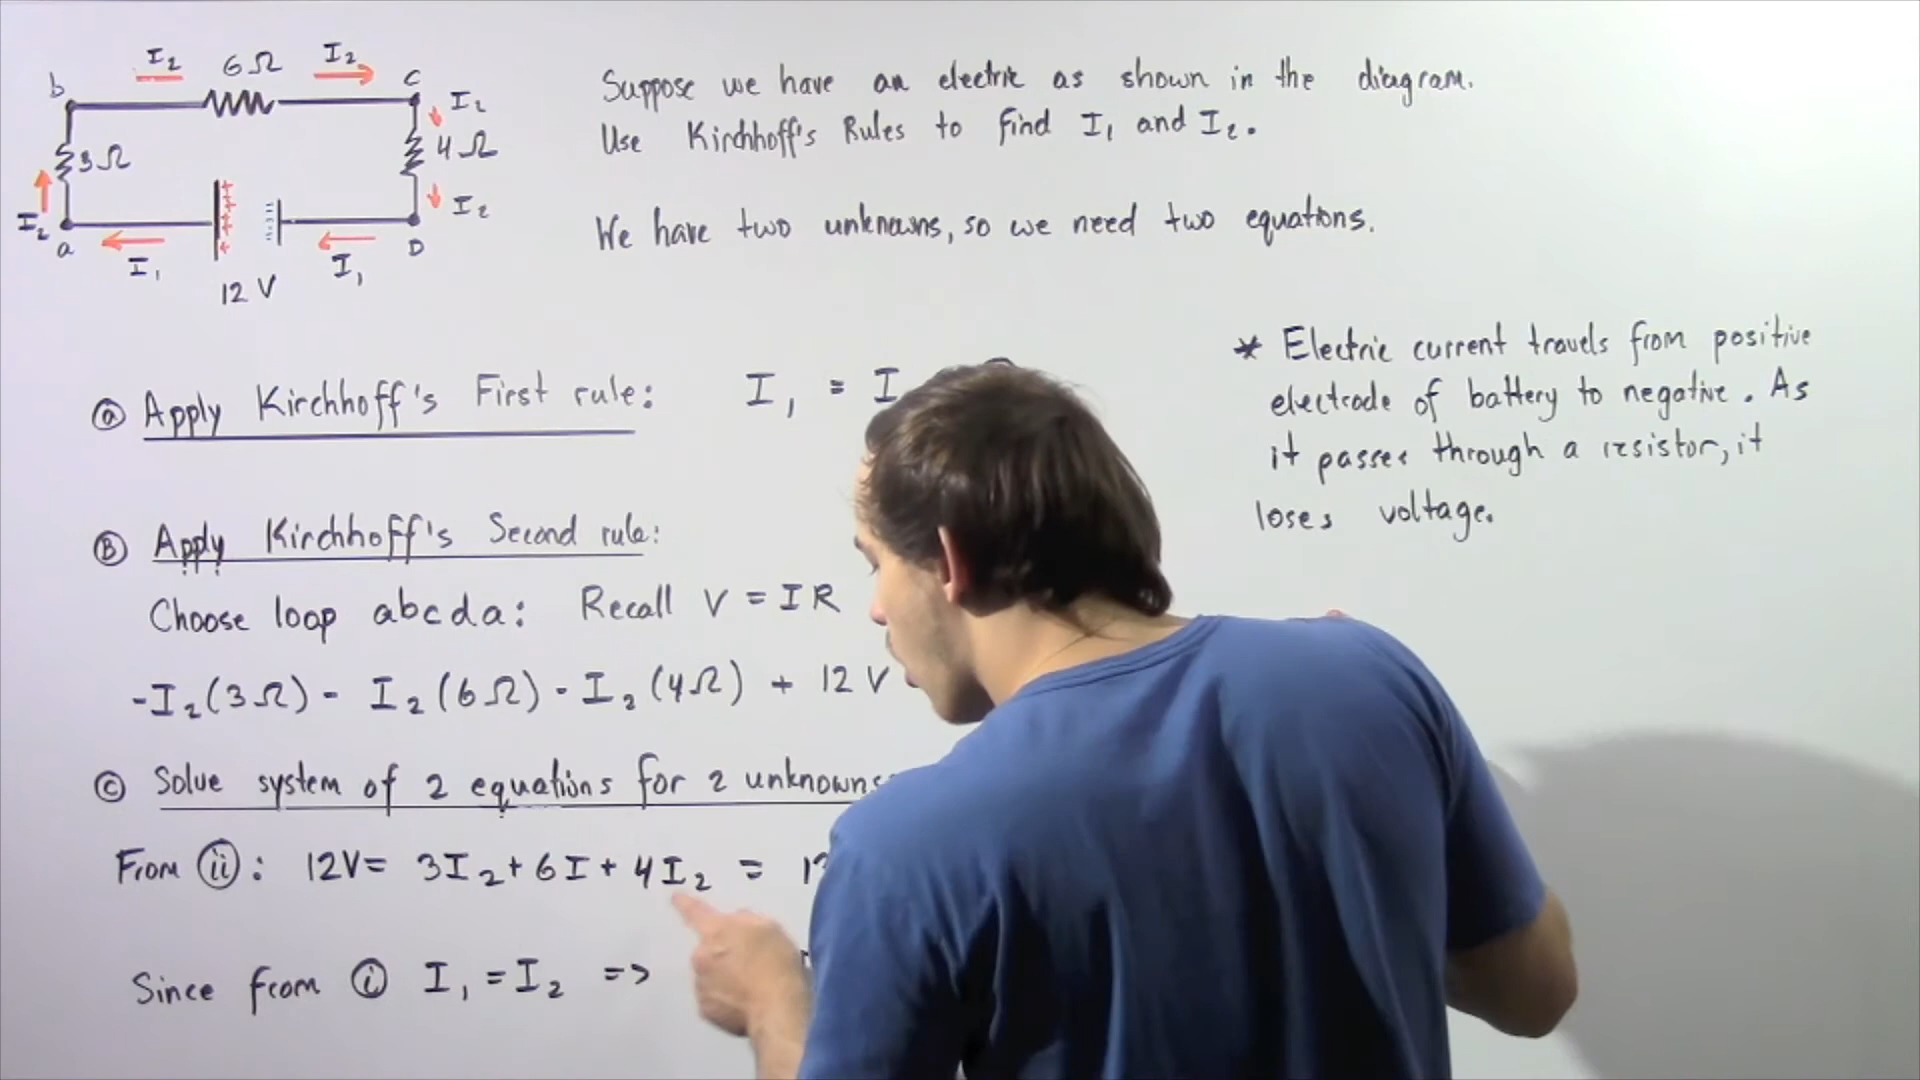 I₂ 6Ω I₂
b C
I₂
3Ω 4Ω
I₂ I₂
a D
I₁ I₁
12 V
Suppose we have an electric as shown in the diagram.
Use Kirchhoff's Rules to find I₁ and I₂.
We have two unknowns, so we need two equations.
* Electric current travels from positive
electrode of battery to negative. As
it passes through a resistor, it
loses voltage.
ⓐ Apply Kirchhoff's First rule: I₁ = I
Ⓑ Apply Kirchhoff's Second rule:
Choose loop abcda: Recall V = IR
-I₂(3Ω) - I₂(6Ω) - I₂(4Ω) + 12 V
Ⓒ Solve system of 2 equations for 2 unknowns
From ⓘⓘ: 12V = 3I₂ + 6I + 4I₂ =
Since from ⓘ I₁ = I₂ =>